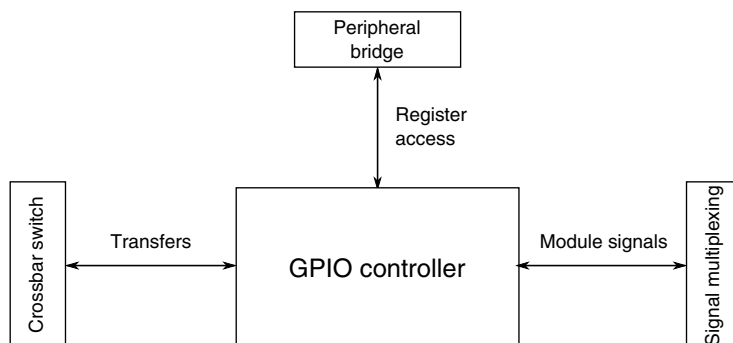 Peripheral
bridge
Register
access
Crossbar switch
Transfers
GPIO controller
Module signals
Signal multiplexing